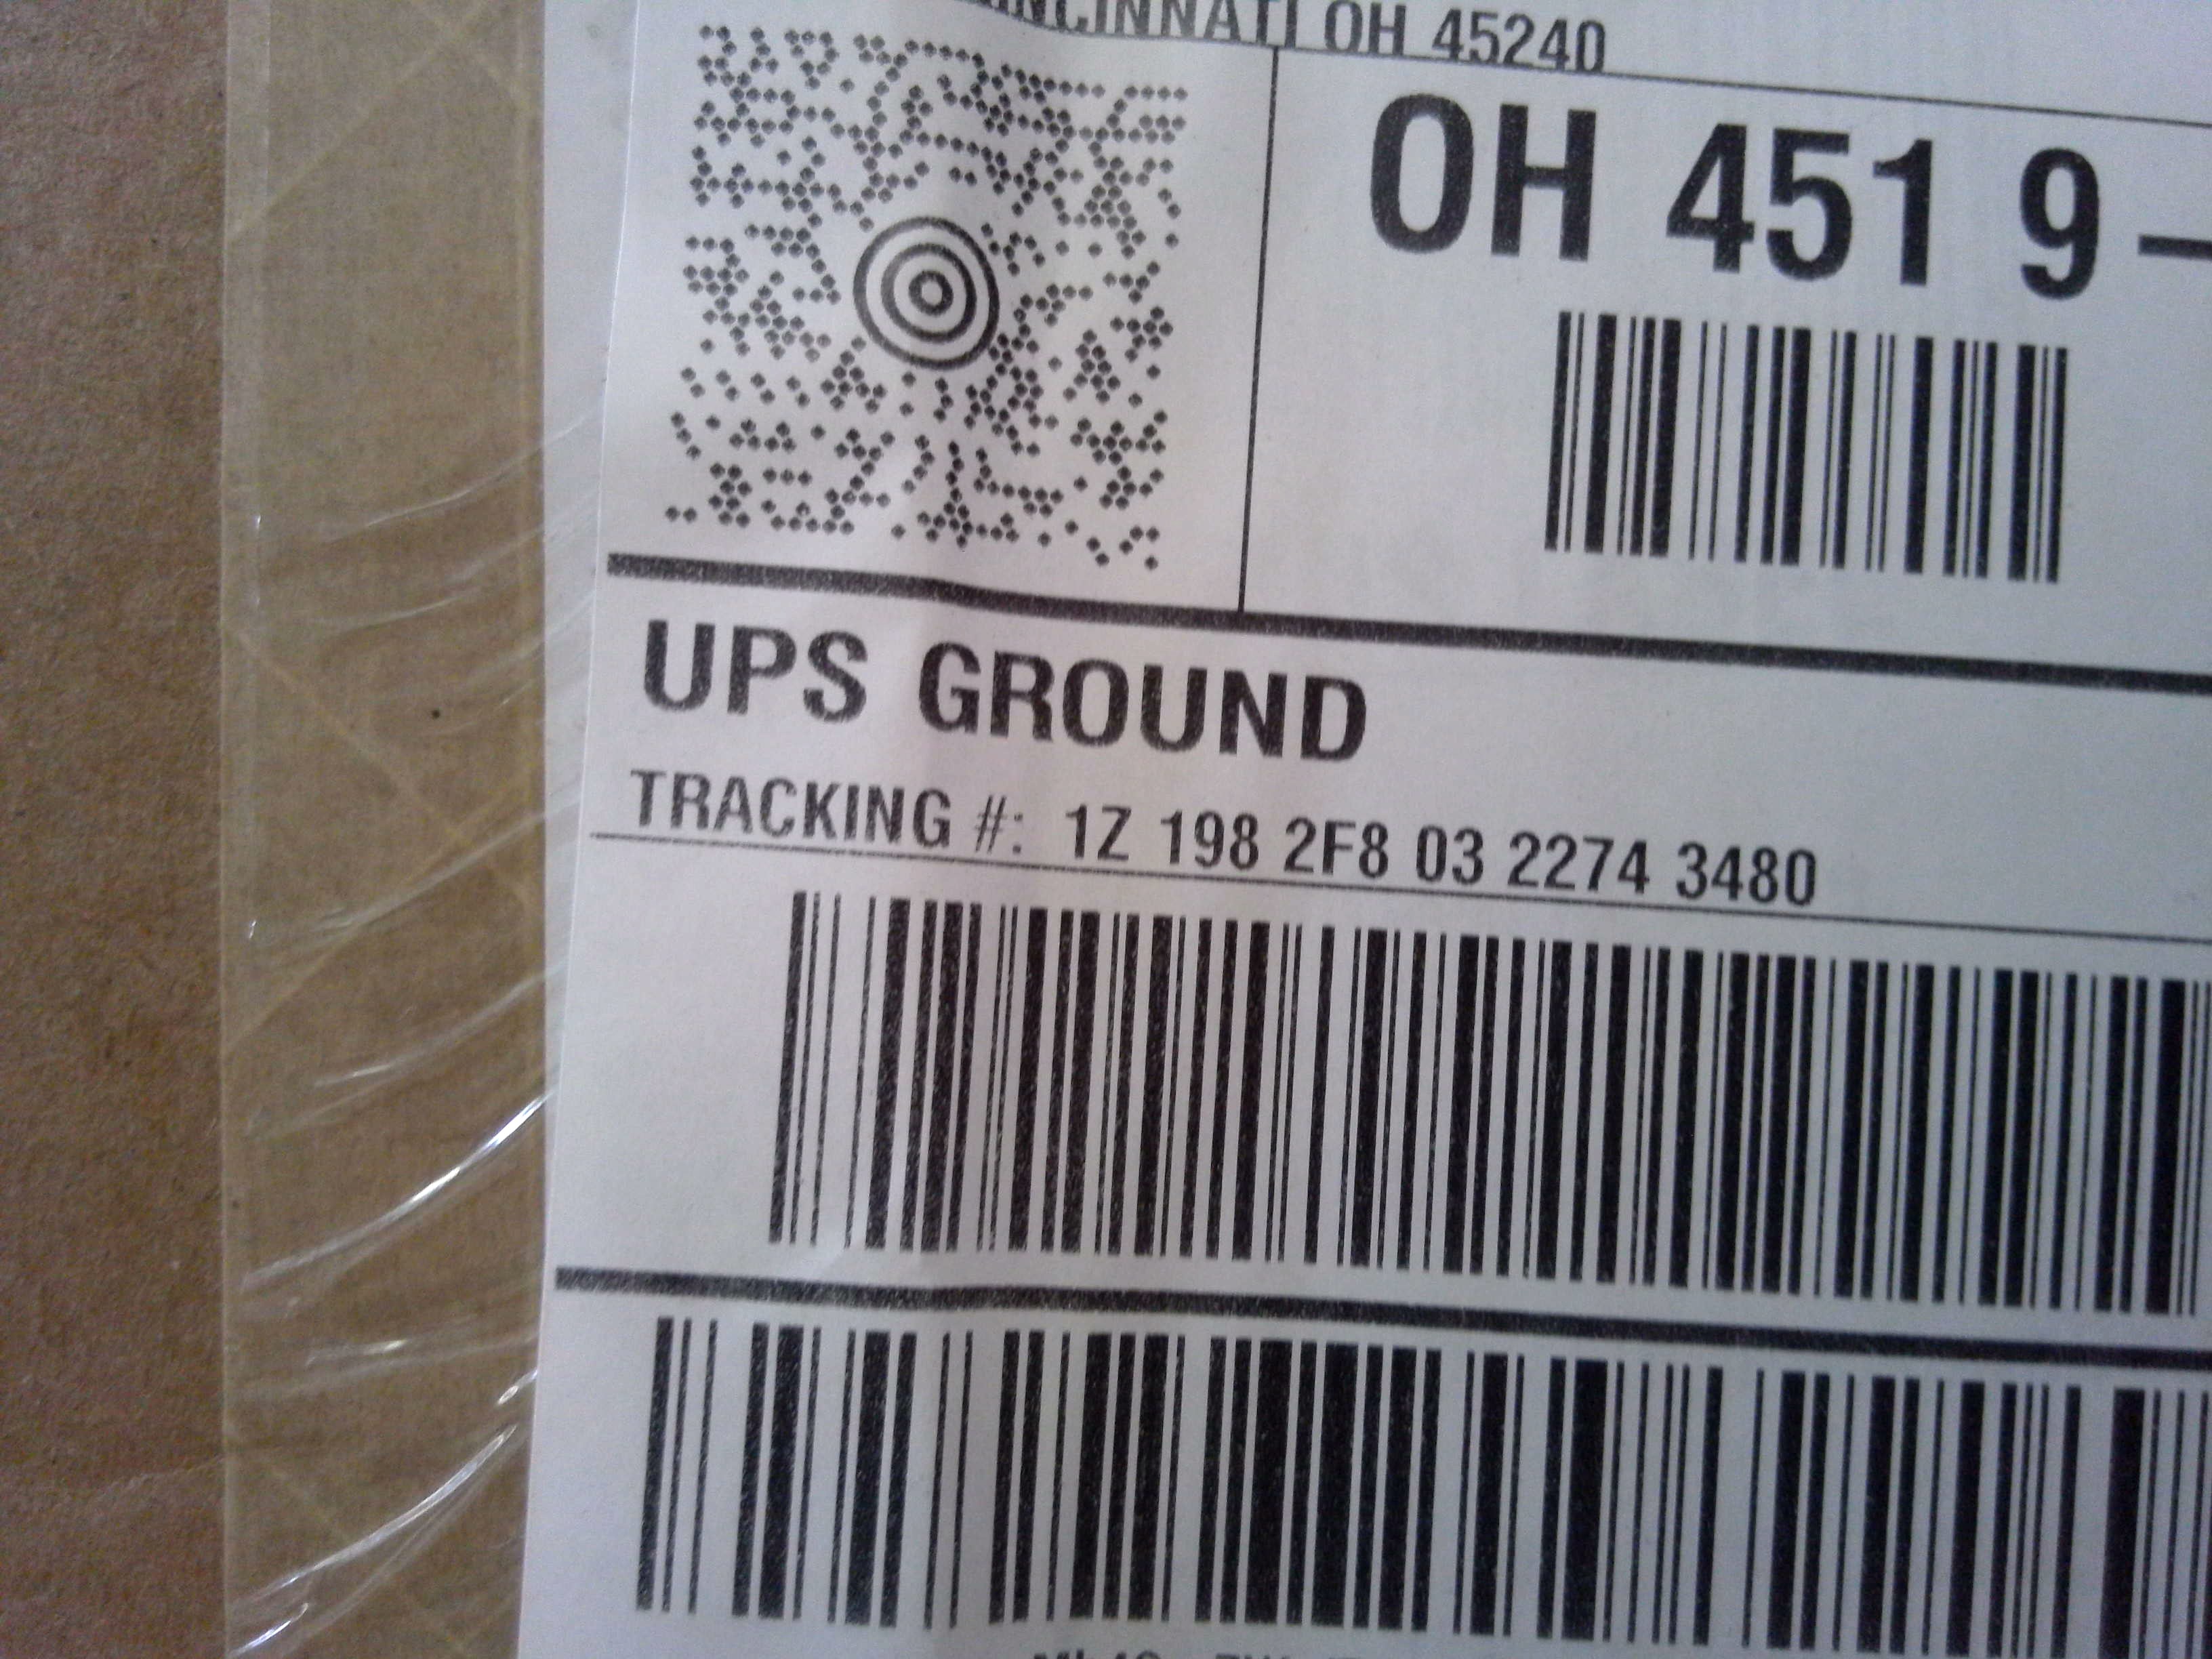 CINCINNATI OH 45240
OH 451 9 –
UPS GROUND
TRACKING #: 1Z 198 2F8 03 2274 3480